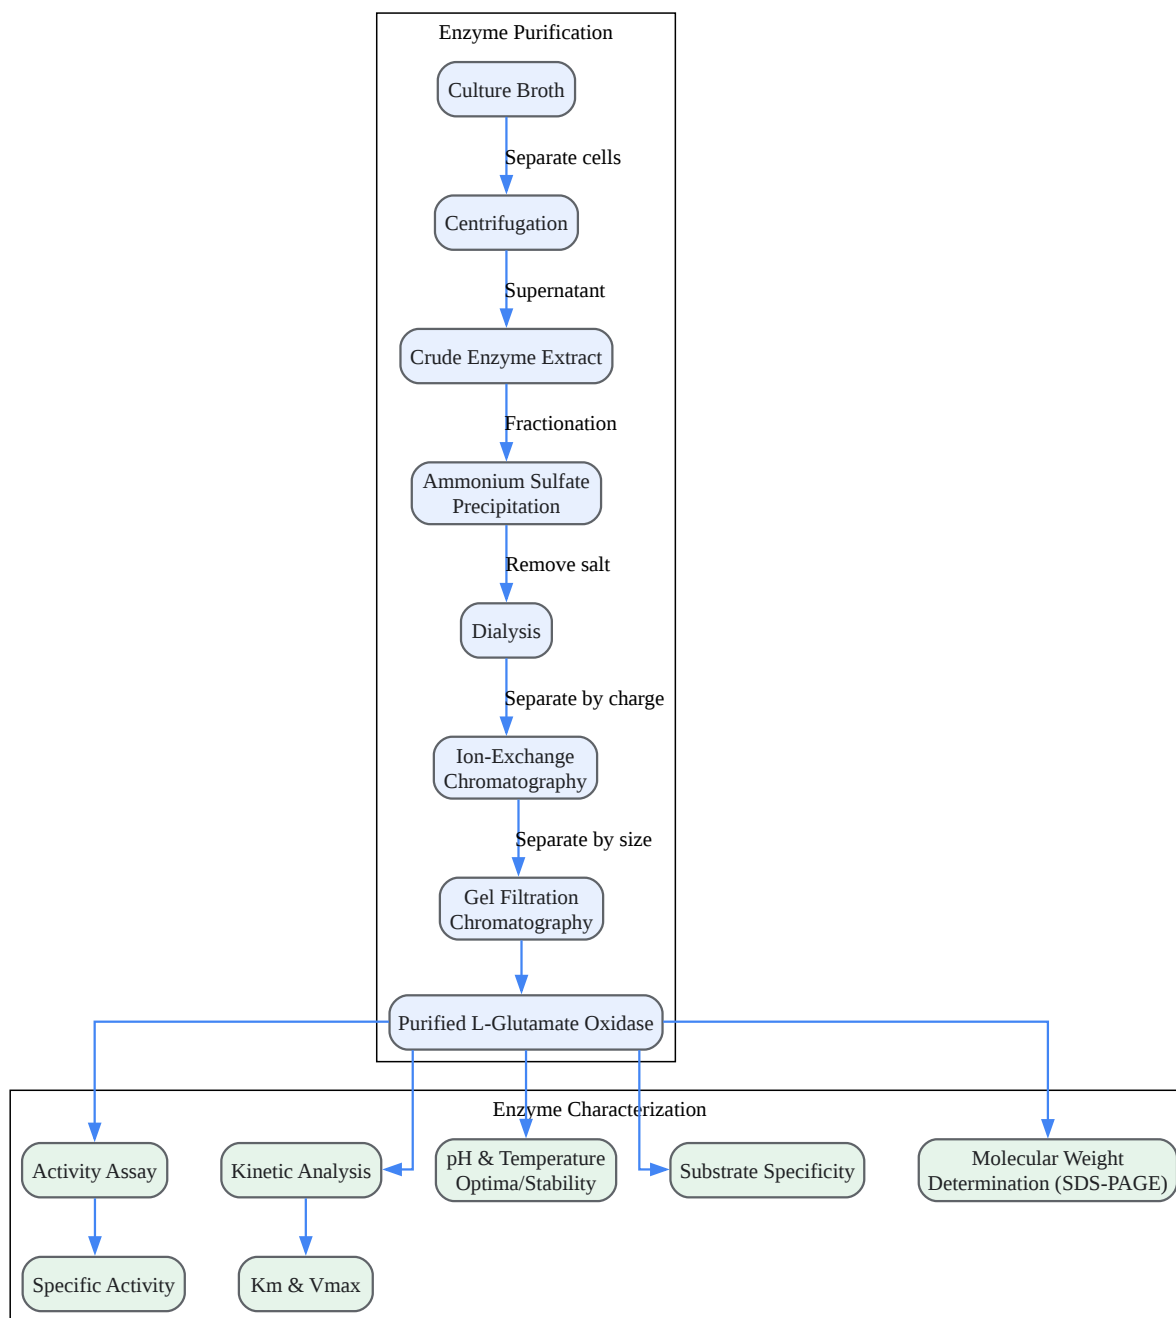 Enzyme Purification
Culture Broth
Separate cells
Centrifugation
Supernatant
Crude Enzyme Extract
Fractionation
Ammonium Sulfate
Precipitation
Remove salt
Dialysis
Separate by charge
Ion-Exchange
Chromatography
Separate by size
Gel Filtration
Chromatography
Purified L-Glutamate Oxidase
Enzyme Characterization
Activity Assay
Kinetic Analysis
pH & Temperature
Optima/Stability
Substrate Specificity
Molecular Weight
Determination (SDS-PAGE)
Specific Activity
Km & Vmax